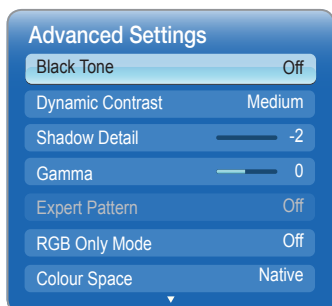 Advanced Settings
Black Tone Off
Dynamic Contrast Medium
Shadow Detail -2
Gamma 0
Expert Pattern Off
RGB Only Mode Off
Colour Space Native